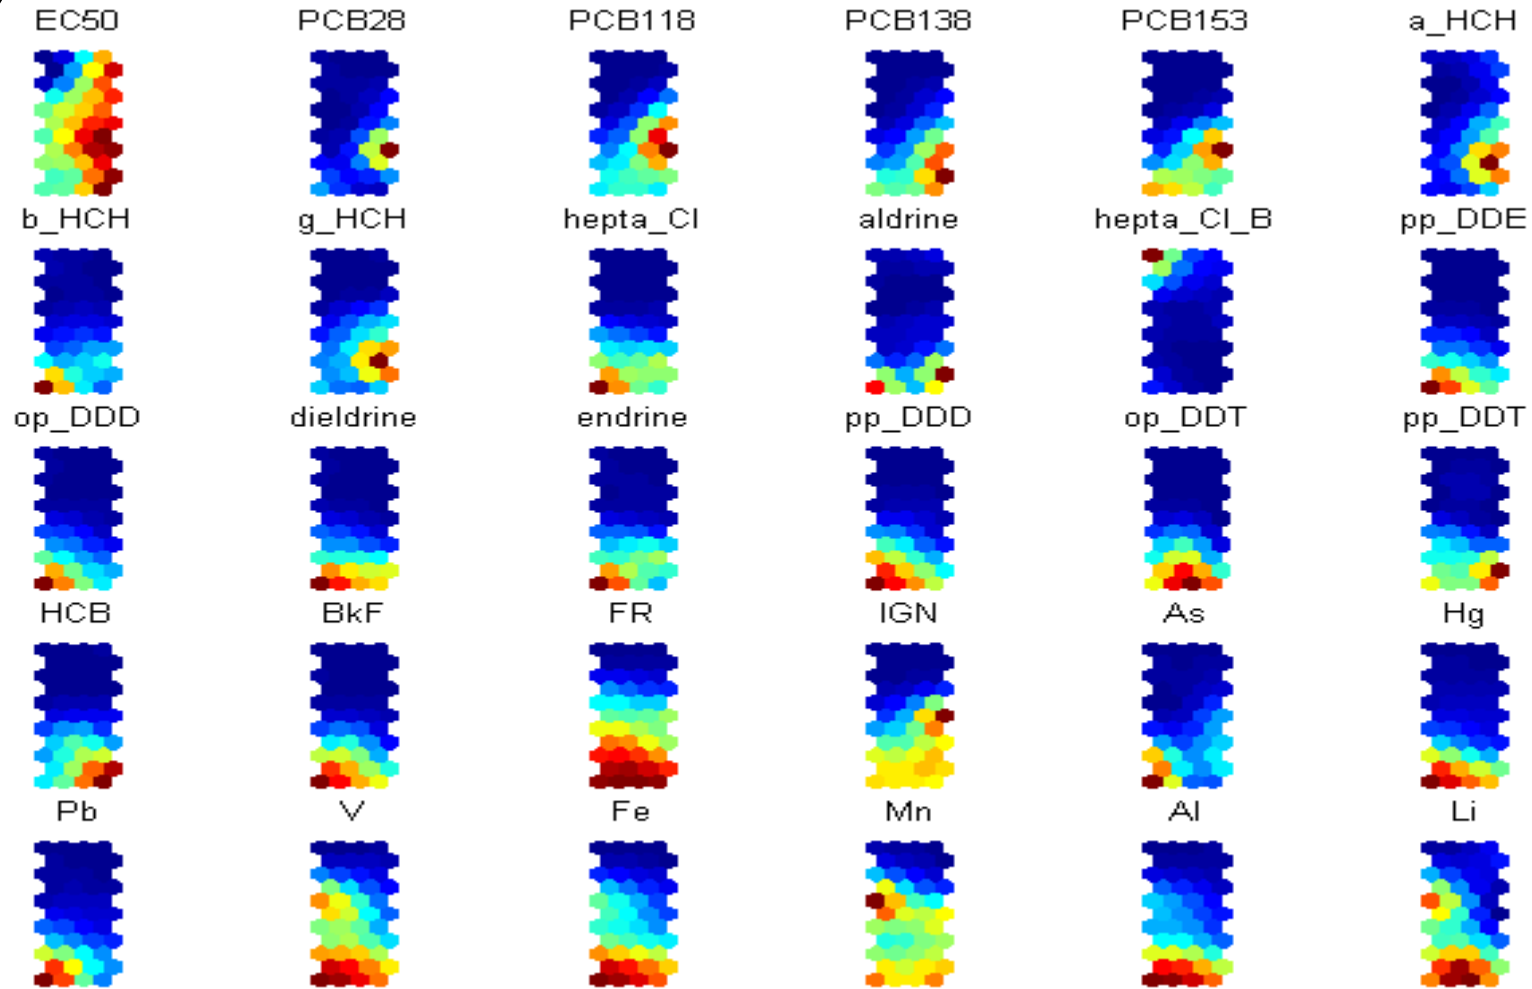 EC50 PCB28 PCB118 PCB138 PCB153 a_HCH
b_HCH g_HCH hepta_Cl aldrine hepta_Cl_B pp_DDE
op_DDD dieldrine endrine pp_DDD op_DDT pp_DDT
HCB BkF FR IGN As Hg
Pb V Fe Mn Al Li